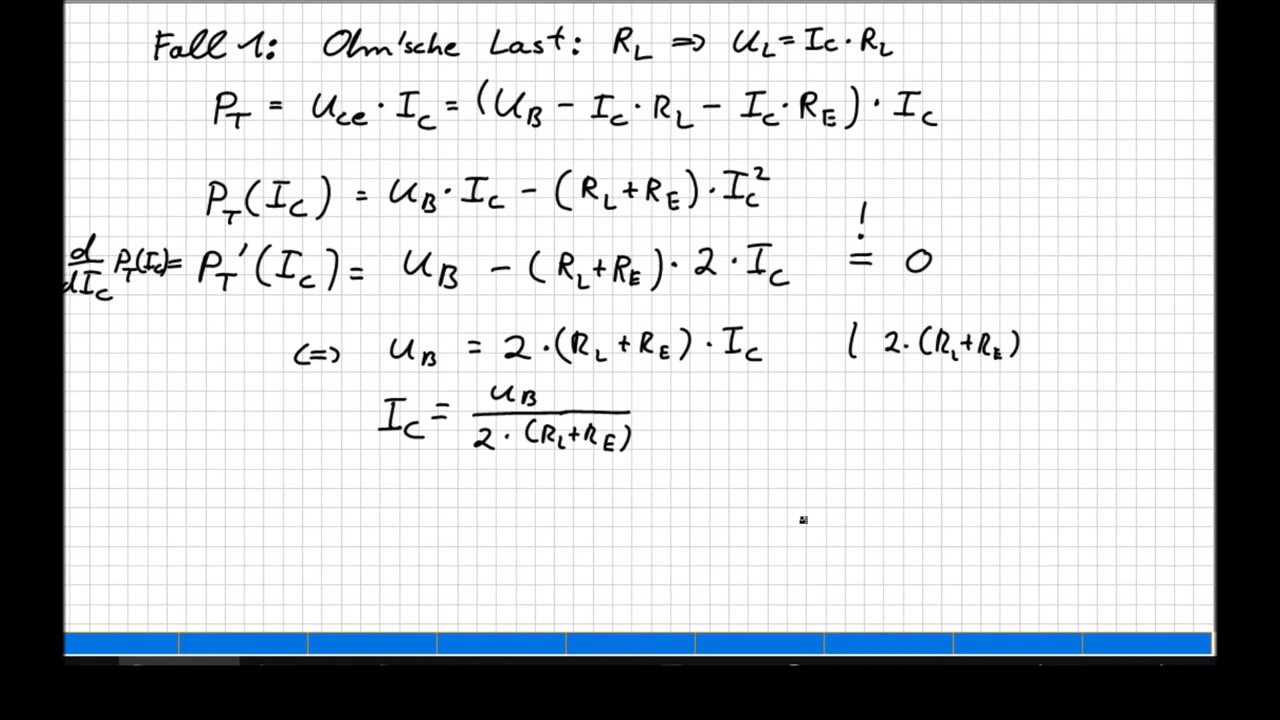 Fall 1: Ohm'sche Last: R_L => U_L = I_C · R_L
P_T = U_CE · I_C = (U_B - I_C · R_L - I_C · R_E) · I_C
P_T(I_C) = U_B · I_C - (R_L + R_E) · I_C²
d/dI_C P_T(I_C) = P_T'(I_C) = U_B - (R_L + R_E) · 2 · I_C =! 0
<=> U_B = 2 · (R_L + R_E) · I_C | 2 · (R_L + R_E)
I_C = U_B / 2 · (R_L + R_E)